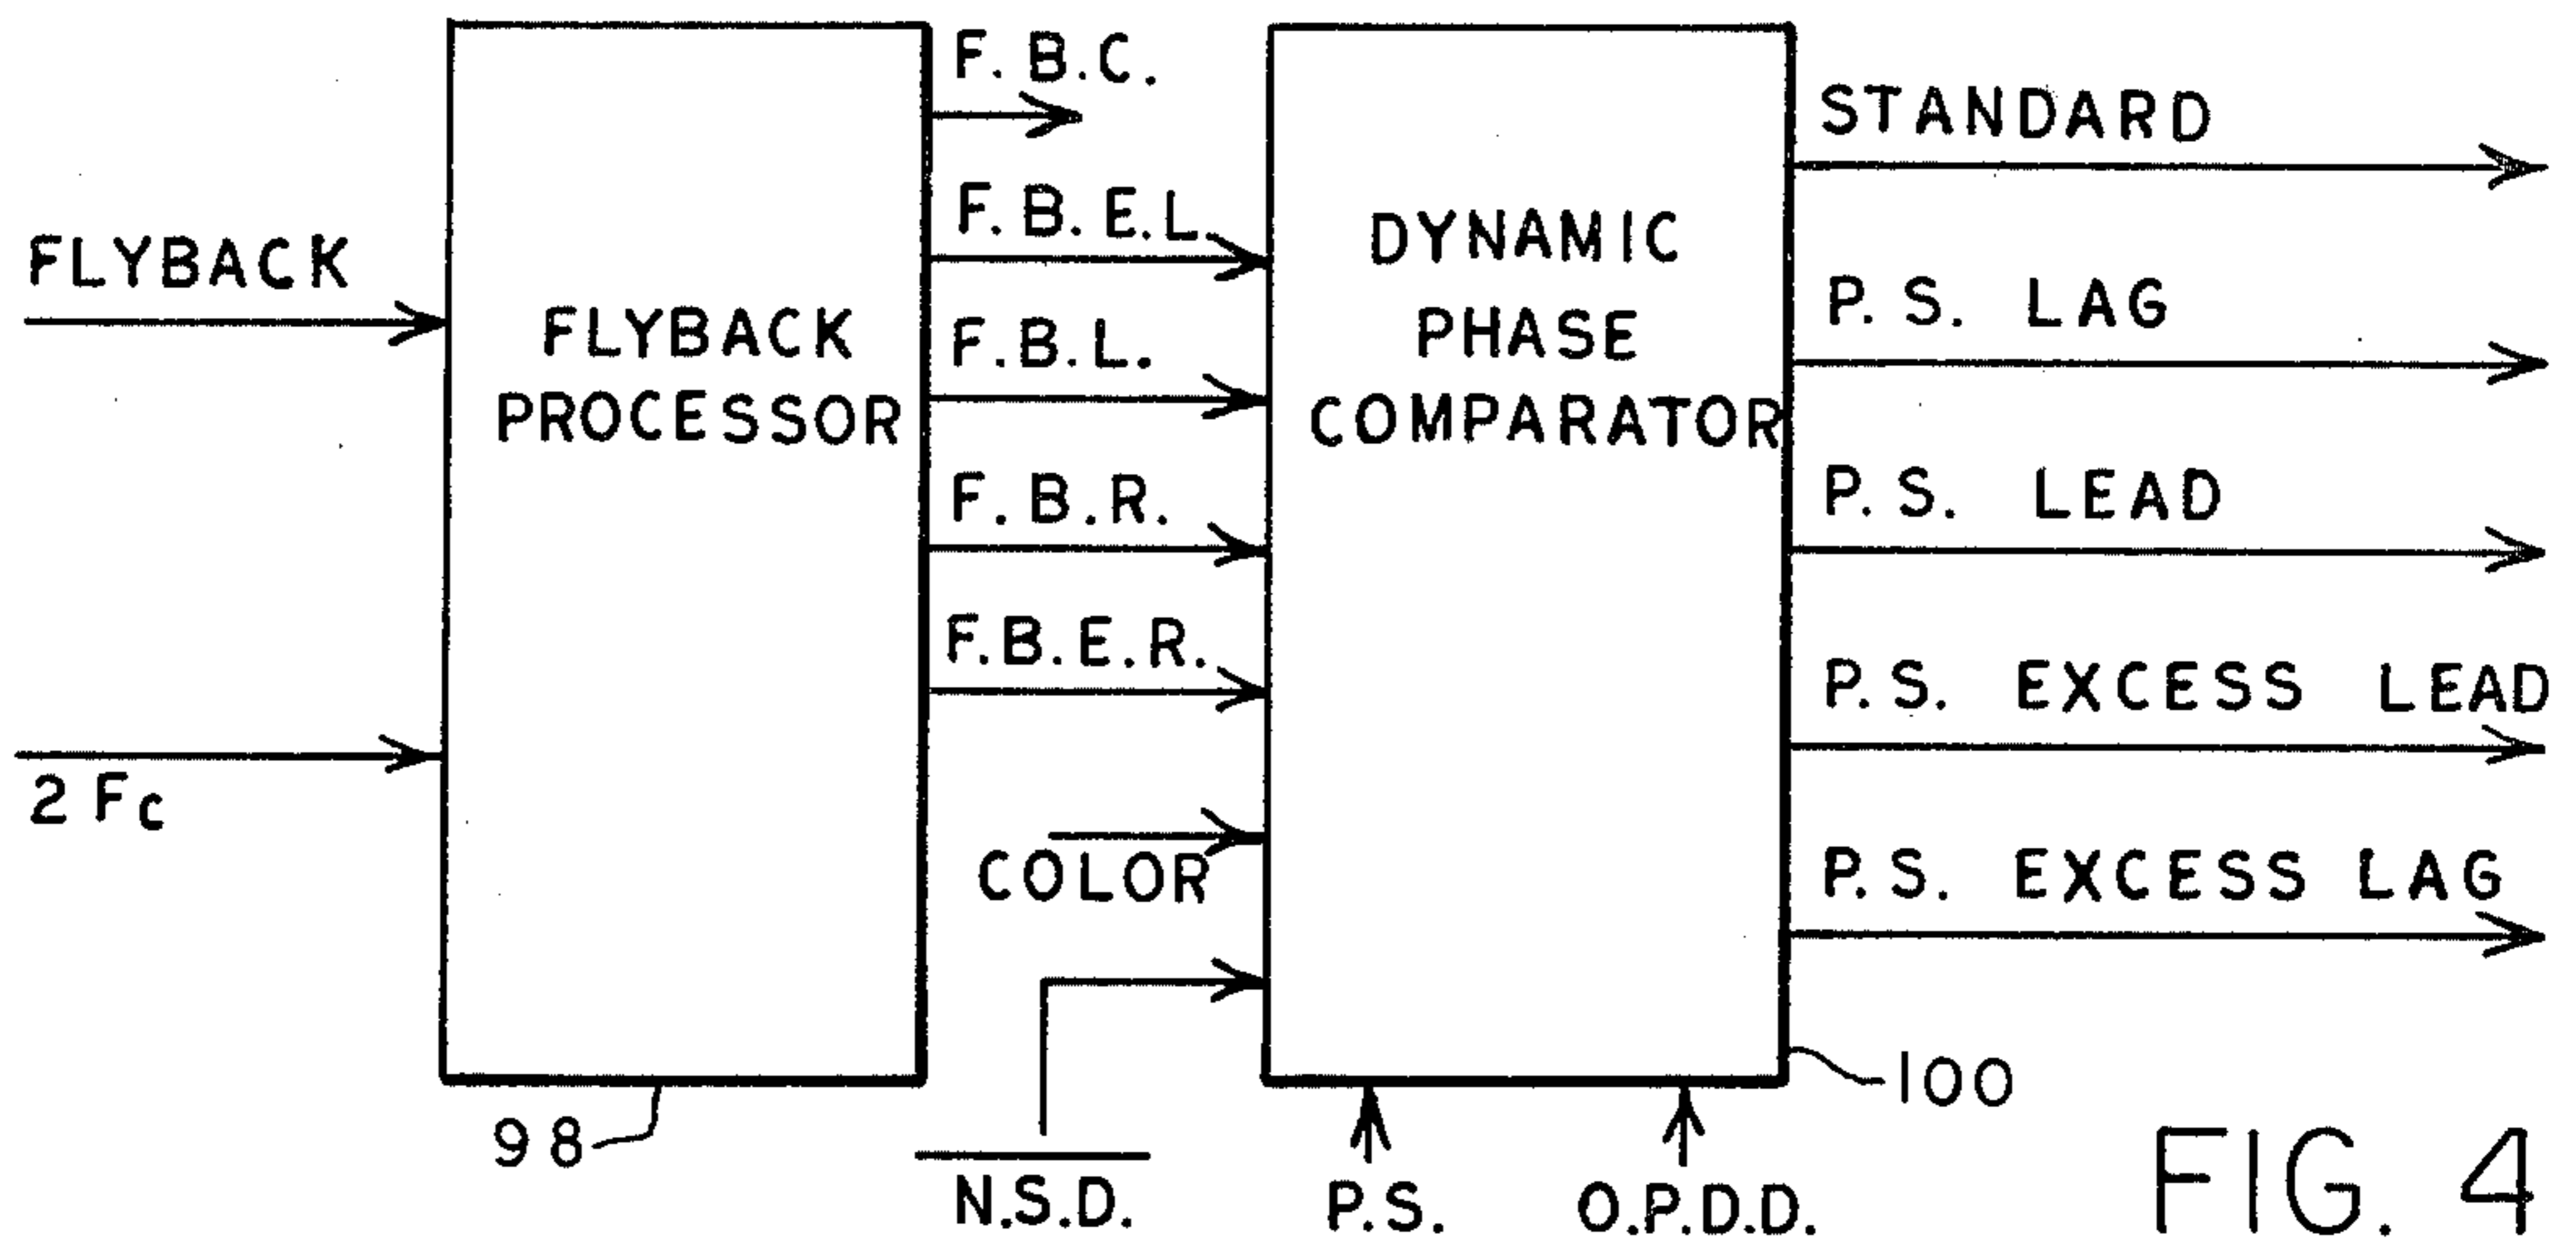 FLYBACK
2 Fc
FLYBACK
PROCESSOR
98
F.B.C.
F.B.E.L.
F.B.L.
F.B.R.
F.B.E.R.
COLOR
N.S.D.
DYNAMIC
PHASE
COMPARATOR
P.S.
O.P.D.D.
100
STANDARD
P.S. LAG
P.S. LEAD
P.S. EXCESS LEAD
P.S. EXCESS LAG
FIG. 4